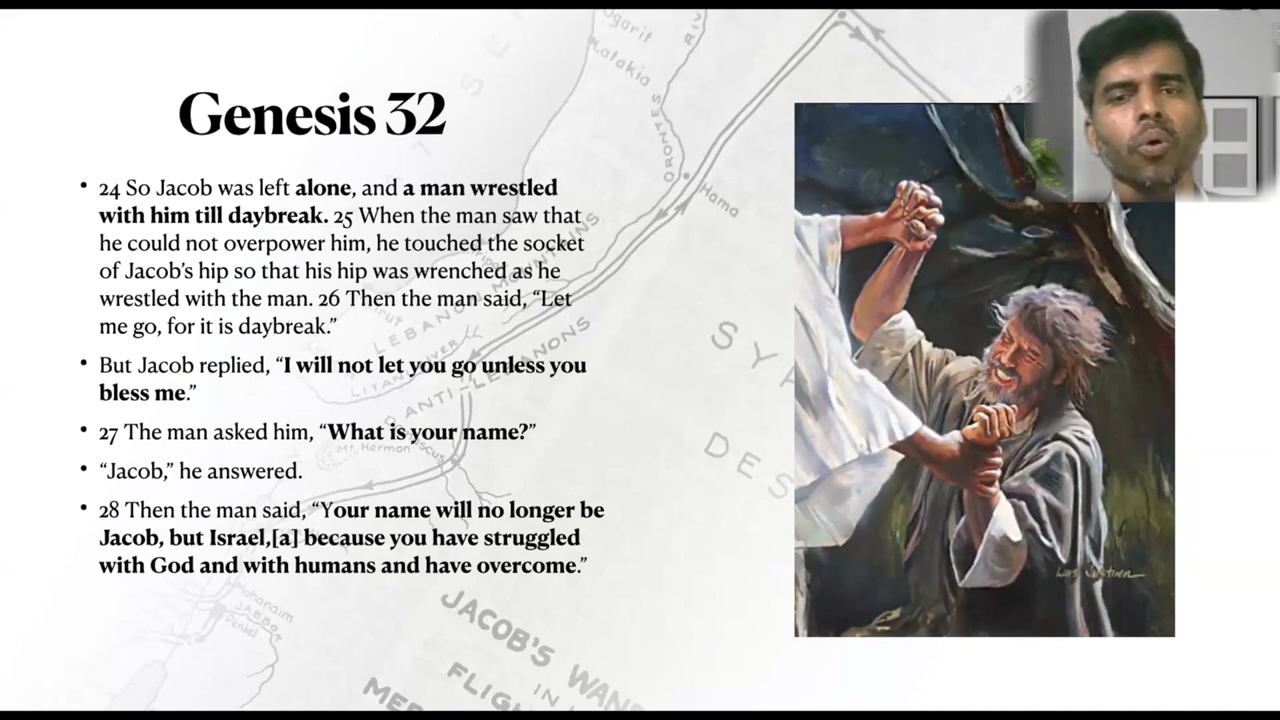 Genesis 32
• 24 So Jacob was left alone, and a man wrestled
with him till daybreak. 25 When the man saw that
he could not overpower him, he touched the socket
of Jacob’s hip so that his hip was wrenched as he
wrestled with the man. 26 Then the man said, “Let
me go, for it is daybreak.”
• But Jacob replied, “I will not let you go unless you
bless me.”
• 27 The man asked him, “What is your name?”
• “Jacob,” he answered.
• 28 Then the man said, “Your name will no longer be
Jacob, but Israel,[a] because you have struggled
with God and with humans and have overcome.”
Ugarit
Latakia
ORONTES
RIV
Hama
LEBANON MOUNTAINS
LITANI RIVER
ANTI-LEBANONS
Mt. Hermon
SY
DES
Mahanaim
JABBOK
Peniel
JACOB'S WAN
FLIGH
IN
MES